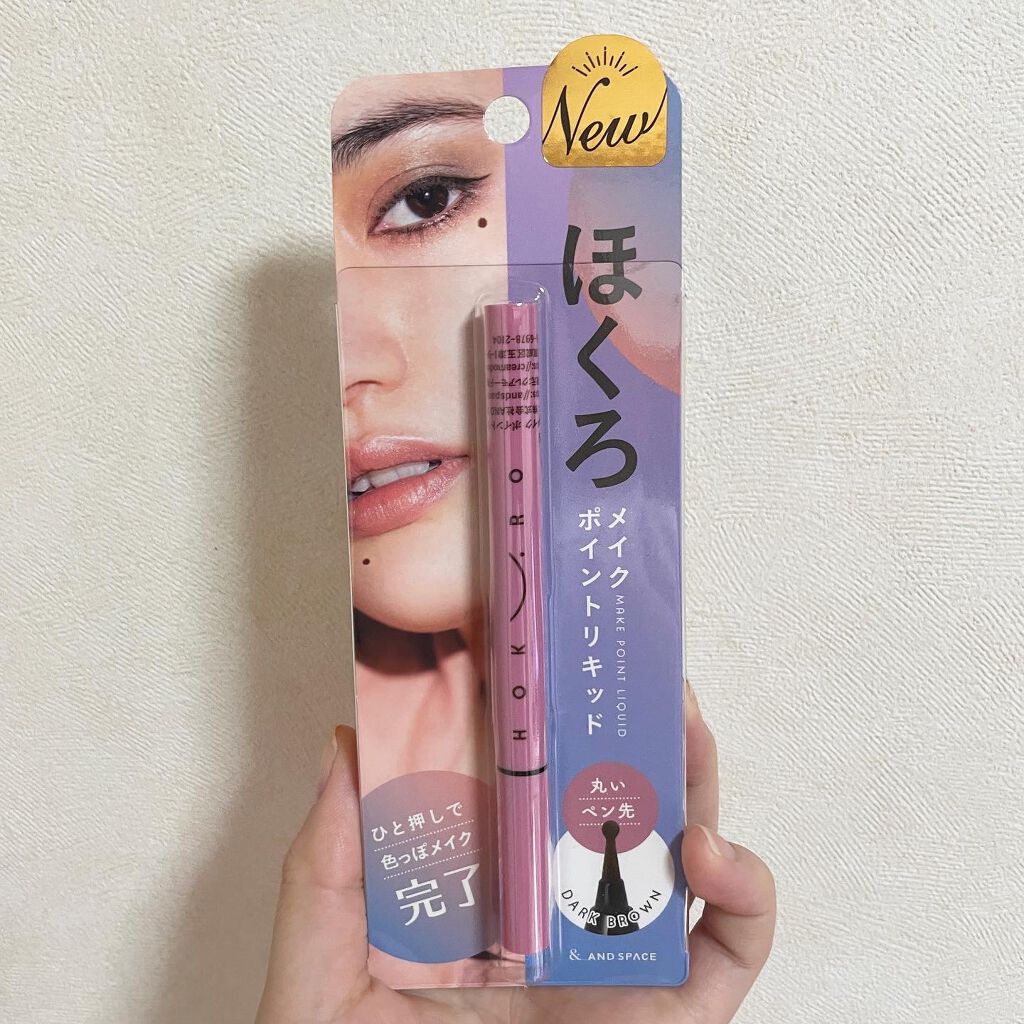 New
ほくろ
メイク
ポイントリキッド
MAKE POINT LIQUID
HOKURO
ひと押しで
色っぽメイク
完了
丸い
ペン先
DARK BROWN
& AND SPACE